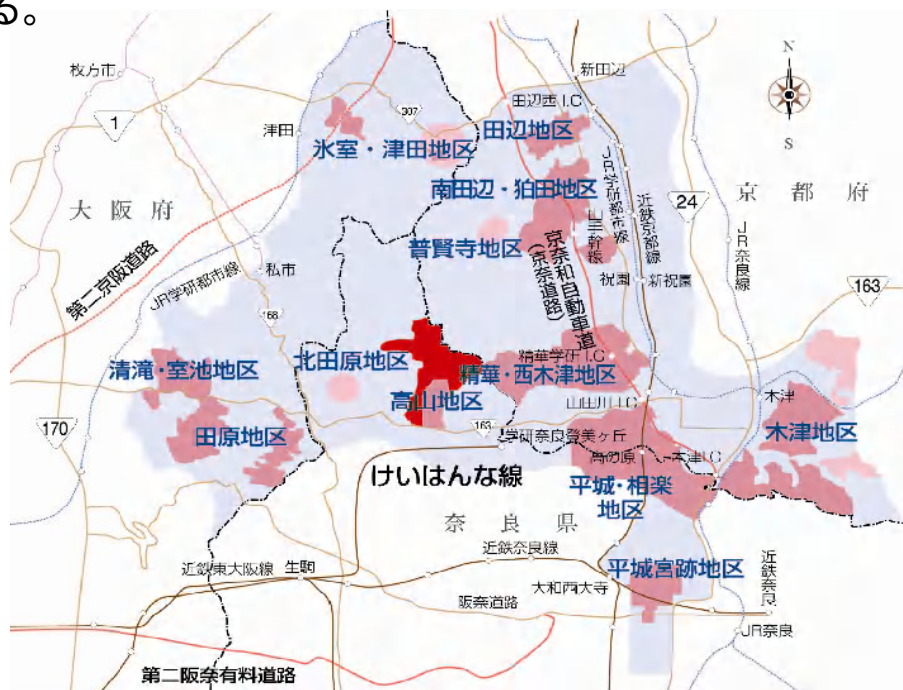 る。
N
枚方市
新田辺
田辺西I.C
1
津田
307
田辺地区
氷室・津田地区
S
南田辺・狛田地区
JR学研都市線
近鉄京都線
24
京都府
大阪府
山手幹線
普賢寺地区
京奈和自動車道
(京奈道路)
JR奈良線
第二京阪道路
JR学研都市線
私市
祝園
新祝園
163
168
北田原地区
精華学研I.C
清滝・室池地区
精華・西木津地区
高山地区
山田川I.C
木津
170
田原地区
163
学研奈良登美ヶ丘
木津地区
高の原
木津I.C
けいはんな線
平城・相楽
地区
奈良県
近鉄奈良線
近鉄東大阪線
生駒
平城宮跡地区
大和西大寺
近鉄奈良
阪奈道路
JR奈良
第二阪奈有料道路